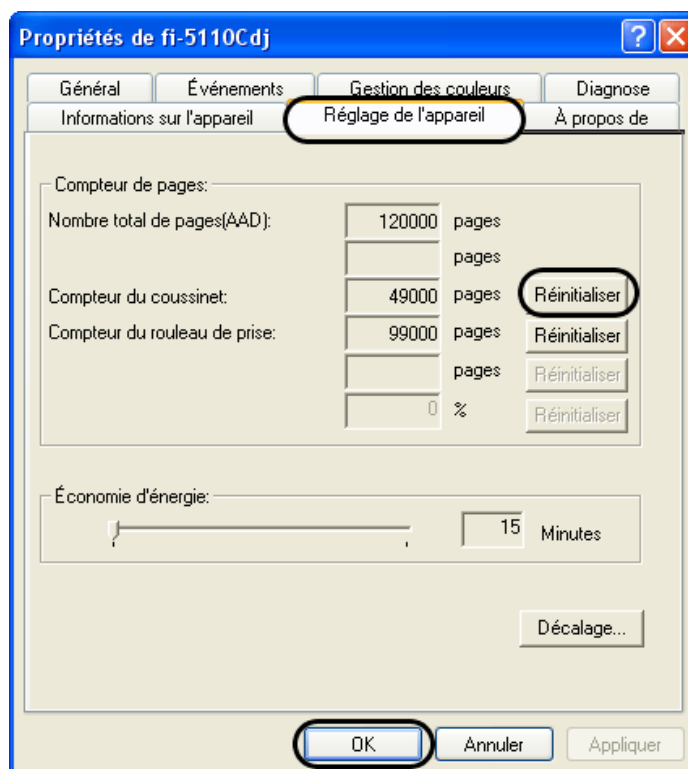 Propriétés de fi-5110Cdj
Général Événements Gestion des couleurs Diagnose
Informations sur l'appareil Réglage de l'appareil À propos de
Compteur de pages:
Nombre total de pages(AAD): 120000 pages
pages
Compteur du coussinet: 49000 pages Réinitialiser
Compteur du rouleau de prise: 99000 pages Réinitialiser
pages Réinitialiser
0 % Réinitialiser
Économie d'énergie:
15 Minutes
Décalage...
OK Annuler Appliquer